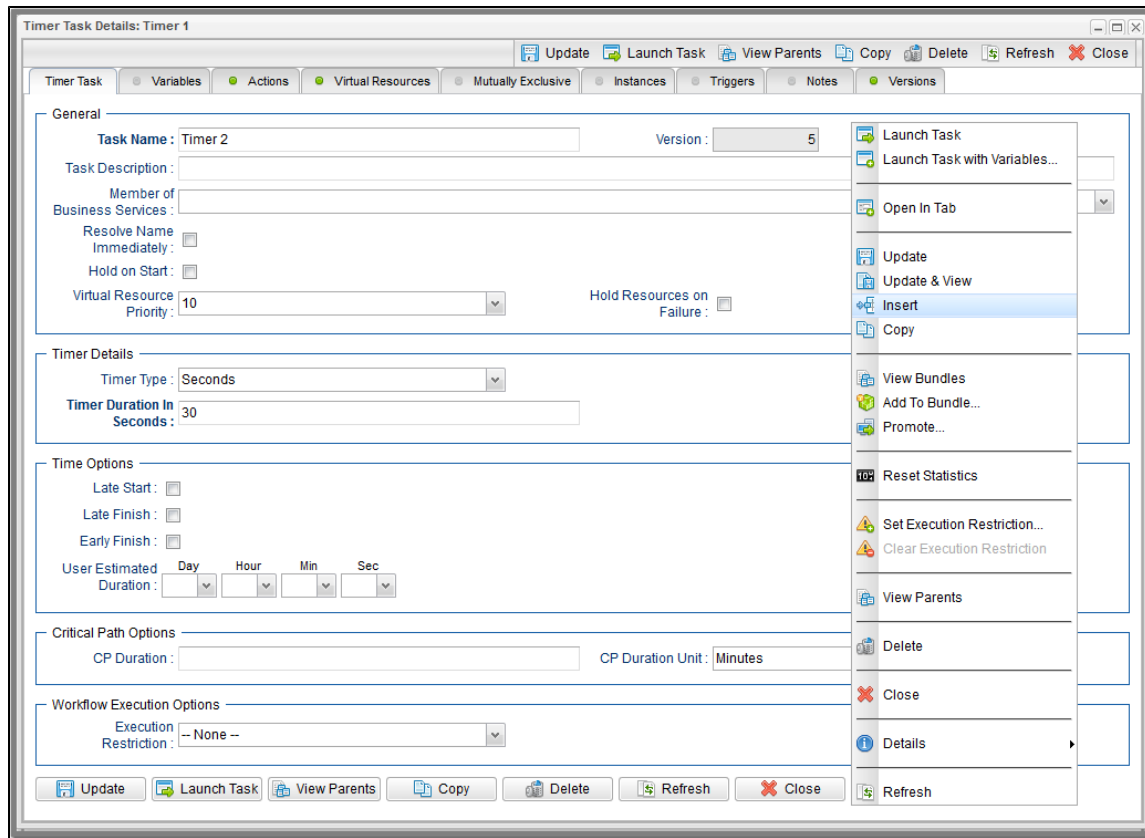 Timer Task Details: Timer 1
Update Launch Task View Parents Copy Delete Refresh Close
Timer Task Variables Actions Virtual Resources Mutually Exclusive Instances Triggers Notes Versions
General
Task Name : Timer 2 Version : 5
Task Description :
Member of
Business Services :
Resolve Name
Immediately :
Hold on Start :
Virtual Resource
Priority : 10
Hold Resources on
Failure :
Timer Details
Timer Type : Seconds
Timer Duration In
Seconds : 30
Time Options
Late Start :
Late Finish :
Early Finish :
User Estimated
Duration :
Day Hour Min Sec
Critical Path Options
CP Duration : CP Duration Unit : Minutes
Workflow Execution Options
Execution
Restriction : -- None --
Update Launch Task View Parents Copy Delete Refresh Close
Launch Task
Launch Task with Variables...
Open In Tab
Update
Update & View
Insert
Copy
View Bundles
Add To Bundle...
Promote...
Reset Statistics
Set Execution Restriction...
Clear Execution Restriction
View Parents
Delete
Close
Details
Refresh